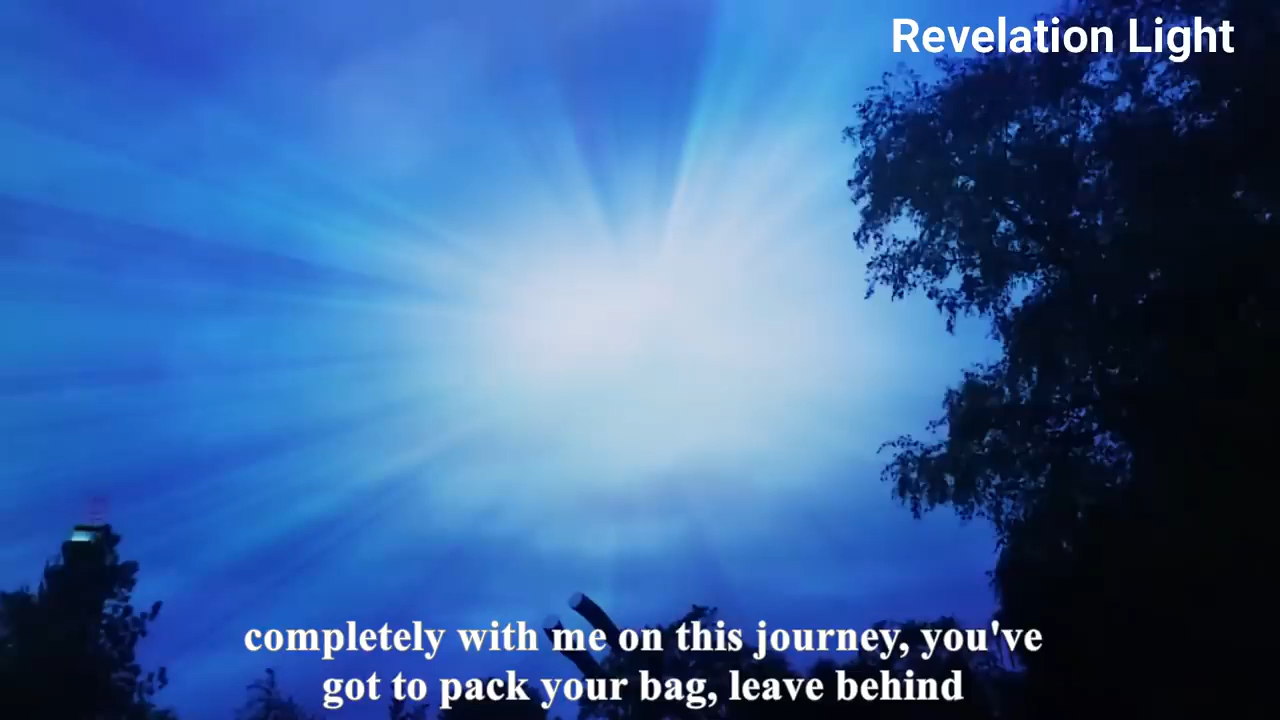 Revelation Light
completely with me on this journey, you've
got to pack your bag, leave behind